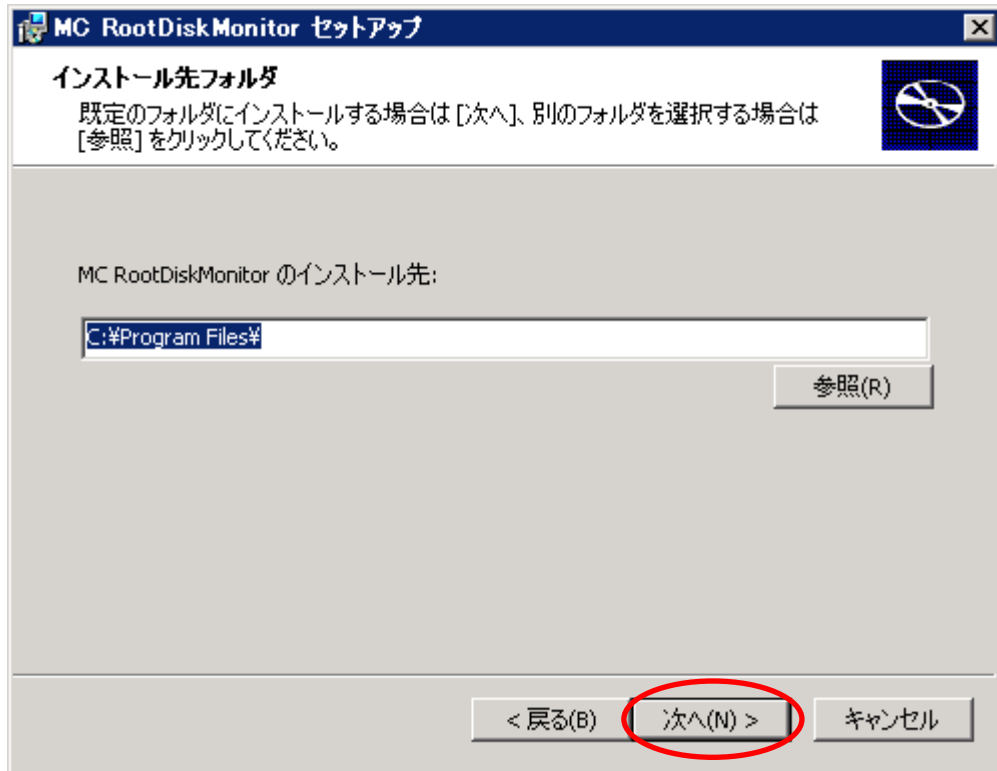 MC RootDiskMonitor セットアップ
インストール先フォルダ
既定のフォルダにインストールする場合は [次へ]、別のフォルダを選択する場合は
[参照] をクリックしてください。
MC RootDiskMonitor のインストール先:
C:¥Program Files¥
参照(R)
< 戻る(B) 次へ(N) > キャンセル